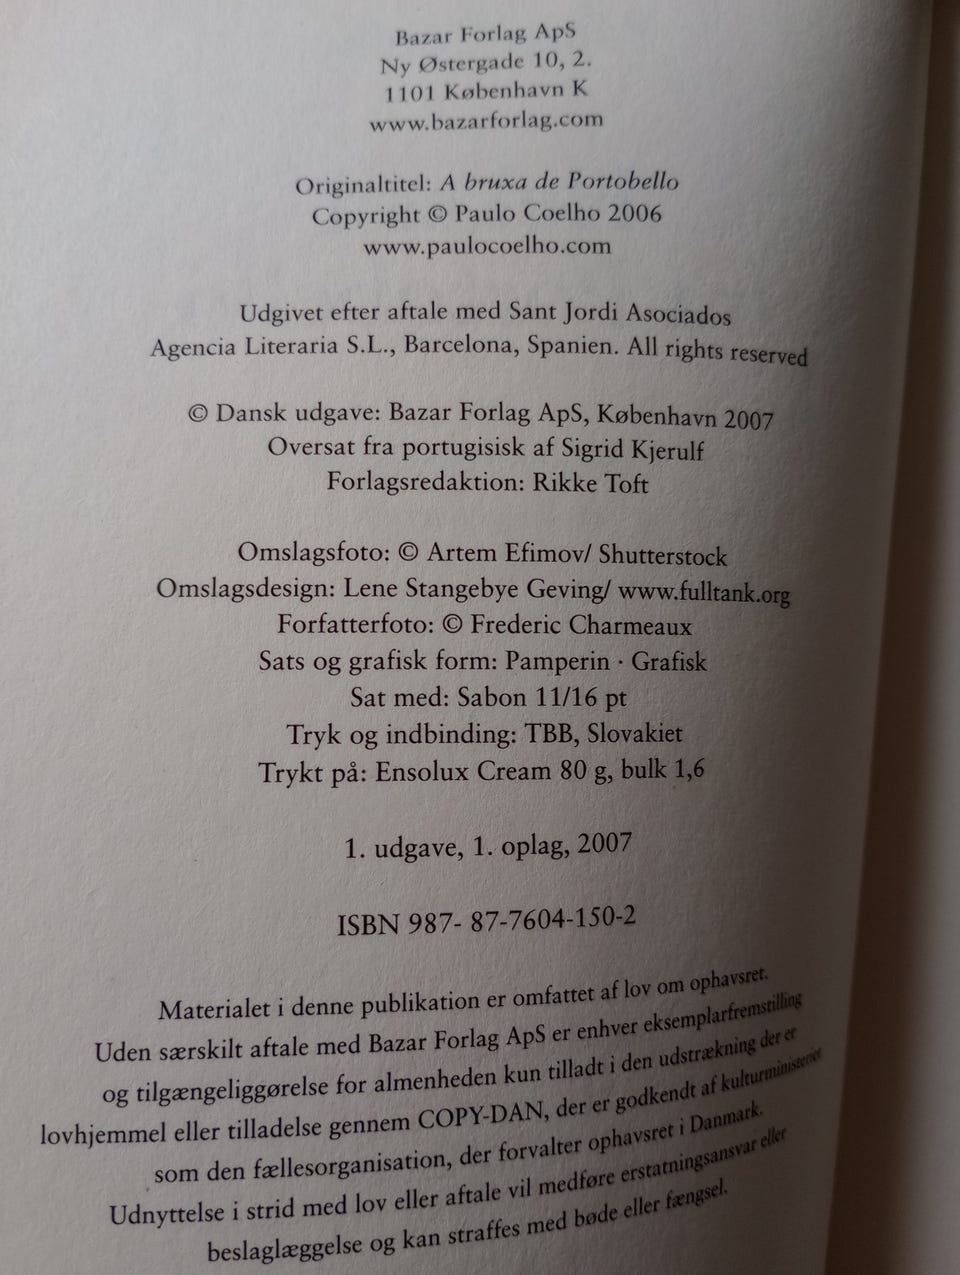 Bazar Forlag ApS
Ny Østergade 10, 2.
1101 København K
www.bazarforlag.com
Originaltitel: A bruxa de Portobello
Copyright © Paulo Coelho 2006
www.paulocoelho.com
Udgivet efter aftale med Sant Jordi Asociados
Agencia Literaria S.L., Barcelona, Spanien. All rights reserved
© Dansk udgave: Bazar Forlag ApS, København 2007
Oversat fra portugisisk af Sigrid Kjerulf
Forlagsredaktion: Rikke Toft
Omslagsfoto: © Artem Efimov/ Shutterstock
Omslagsdesign: Lene Stangebye Geving/ www.fulltank.org
Forfatterfoto: © Frederic Charmeaux
Sats og grafisk form: Pamperin · Grafisk
Sat med: Sabon 11/16 pt
Tryk og indbinding: TBB, Slovakiet
Trykt på: Ensolux Cream 80 g, bulk 1,6
1. udgave, 1. oplag, 2007
ISBN 987- 87-7604-150-2
Materialet i denne publikation er omfattet af lov om ophavsret.
Uden særskilt aftale med Bazar Forlag ApS er enhver eksemplarfremstilling
og tilgængeliggørelse for almenheden kun tilladt i den udstrækning der er
lovhjemmel eller tilladelse gennem COPY-DAN, der er godkendt af kulturministeriet
som den fællesorganisation, der forvalter ophavsret i Danmark.
Udnyttelse i strid med lov eller aftale vil medføre erstatningsansvar eller
beslaglæggelse og kan straffes med bøde eller fængsel.